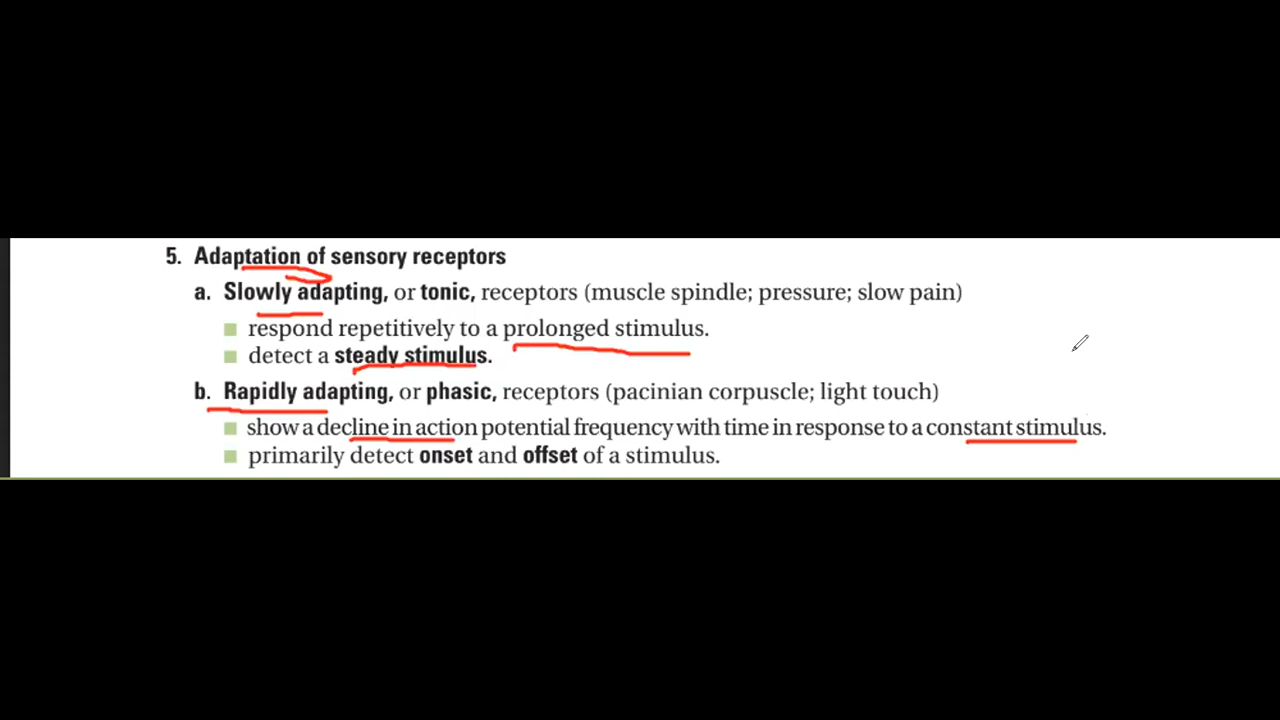 5. Adaptation of sensory receptors
a. Slowly adapting, or tonic, receptors (muscle spindle; pressure; slow pain)
■ respond repetitively to a prolonged stimulus.
■ detect a steady stimulus.
b. Rapidly adapting, or phasic, receptors (pacinian corpuscle; light touch)
■ show a decline in action potential frequency with time in response to a constant stimulus.
■ primarily detect onset and offset of a stimulus.